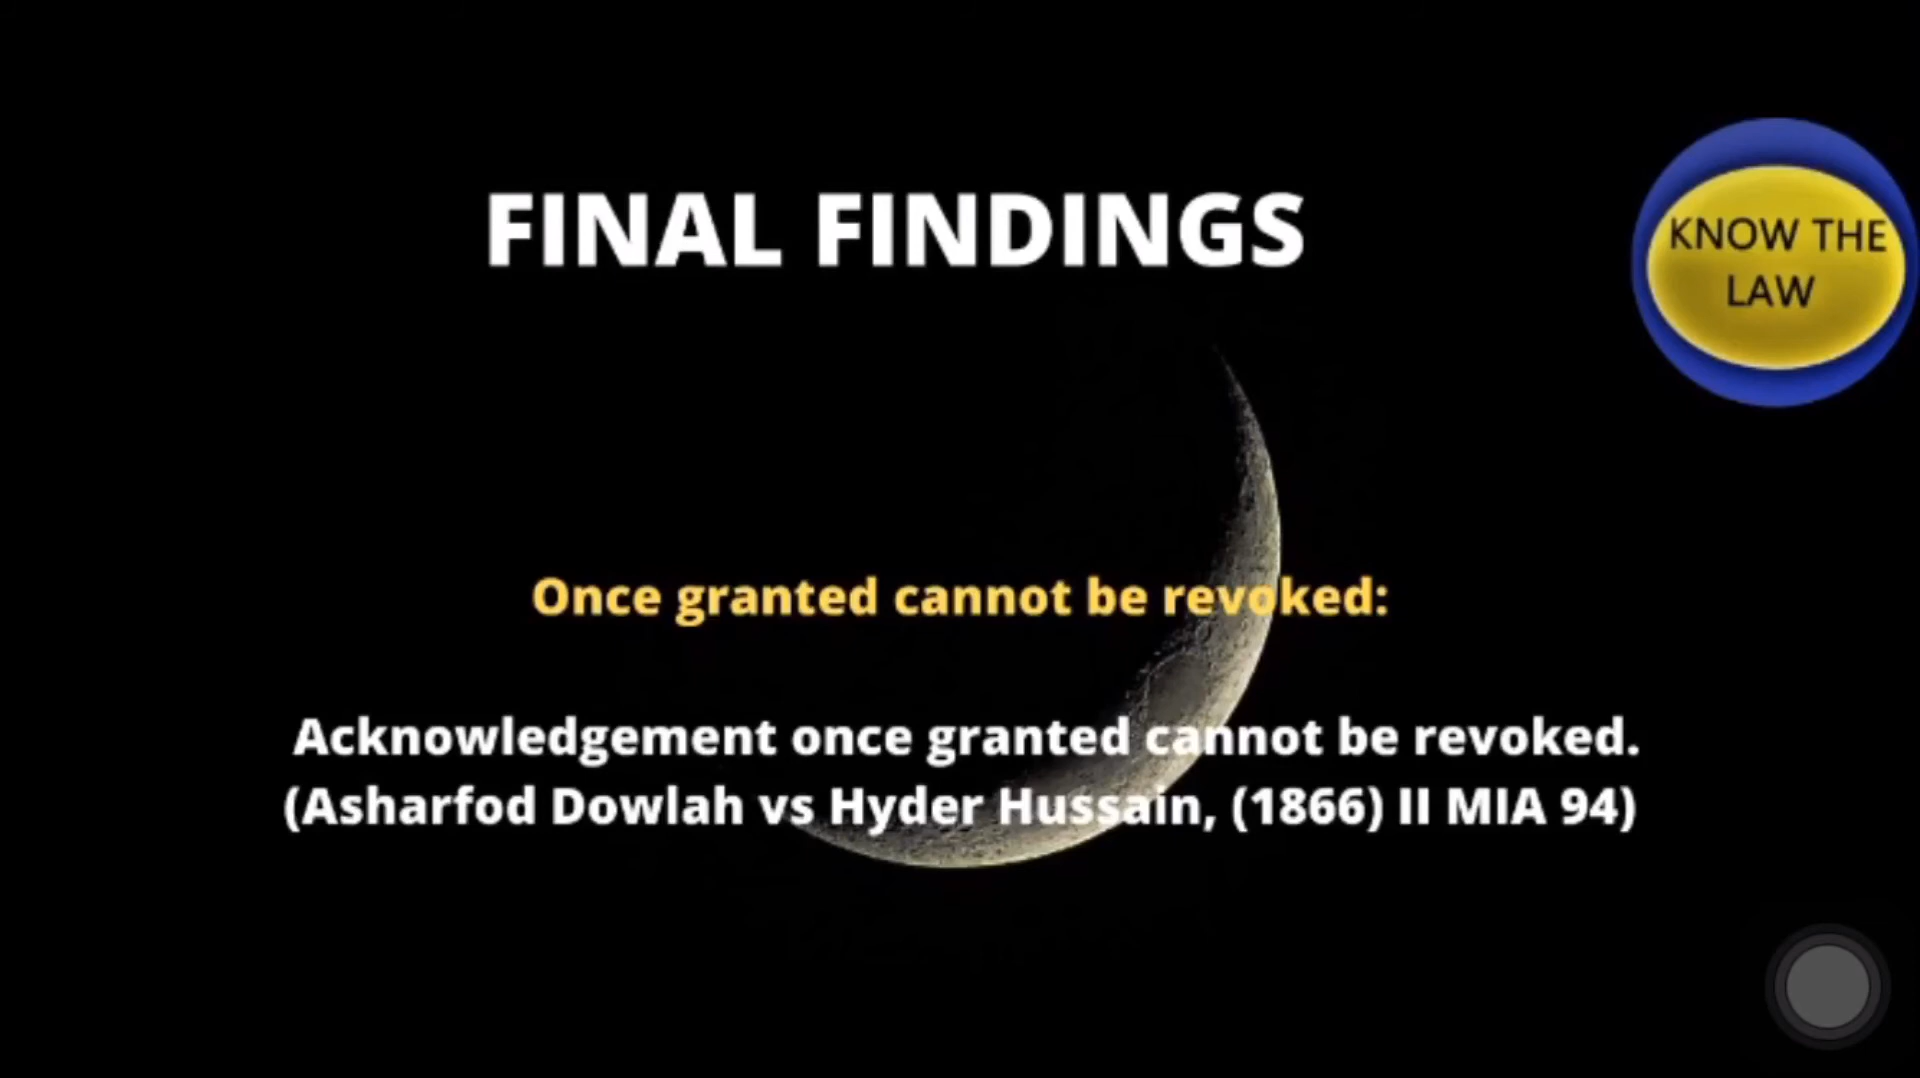 FINAL FINDINGS
KNOW THE
LAW
Once granted cannot be revoked:
Acknowledgement once granted cannot be revoked.
(Asharfod Dowlah vs Hyder Hussain, (1866) II MIA 94)